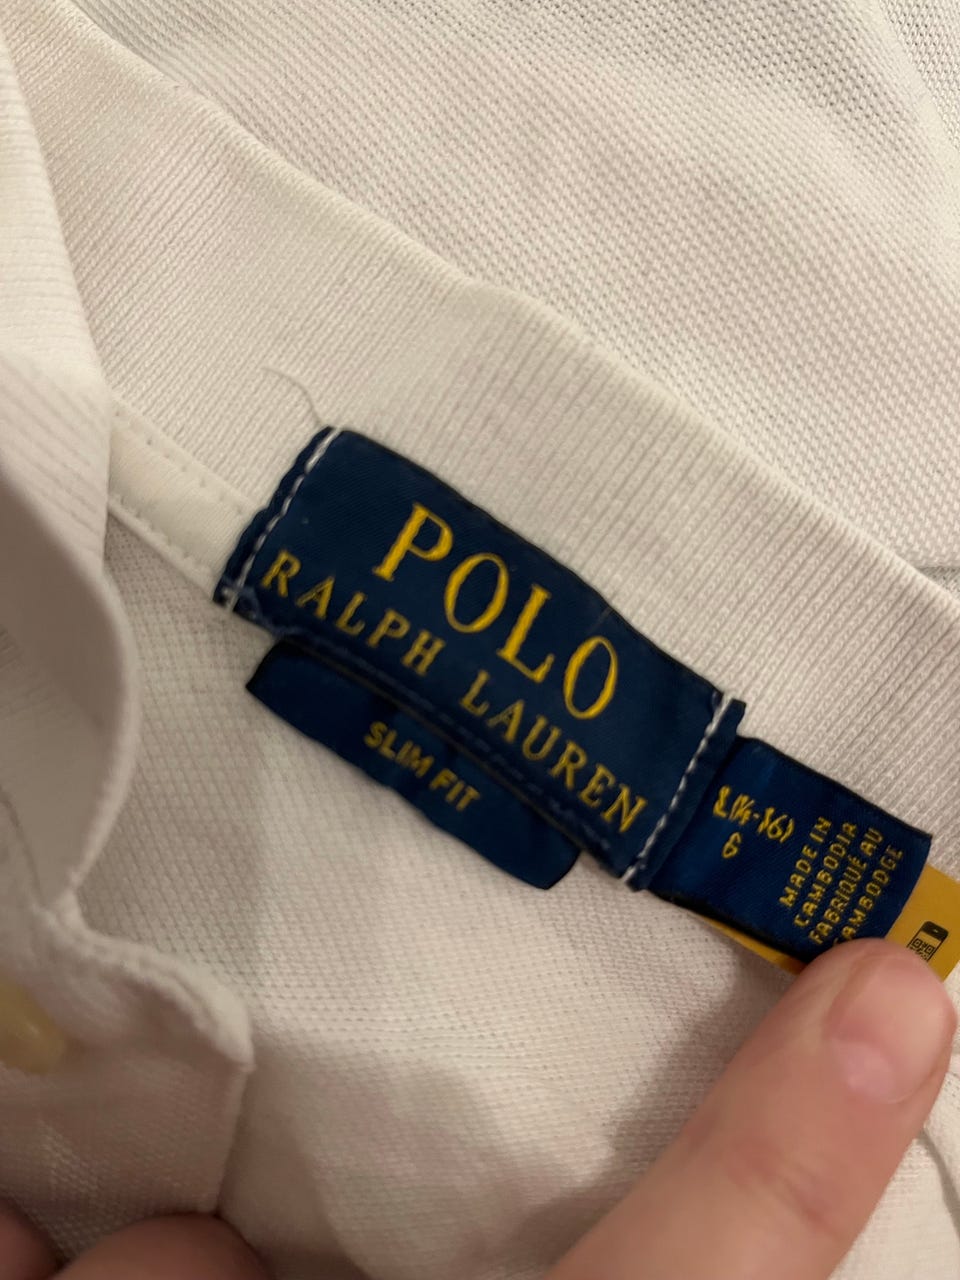 POLO
RALPH LAUREN
SLIM FIT
L(14-16)
G
MADE IN
CAMBODIA
FABRIQUÉ AU
CAMBODGE